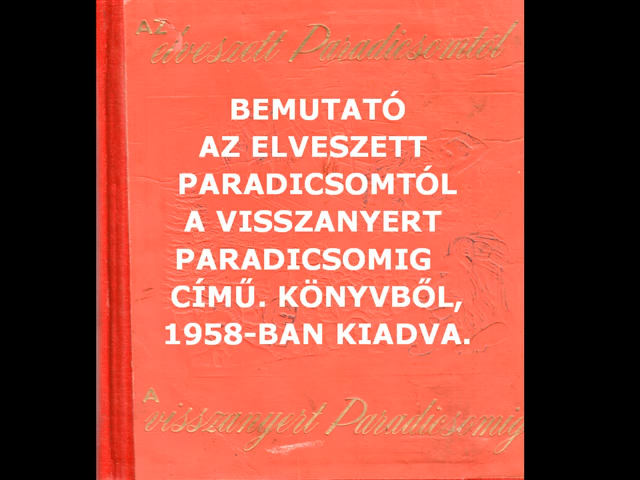 AZ
elveszett Paradicsomtól
BEMUTATÓ
AZ ELVESZETT
PARADICSOMTÓL
A VISSZANYERT
PARADICSOMIG
CÍMŰ. KÖNYVBŐL,
1958-BAN KIADVA.
A
visszanyert Paradicsomig